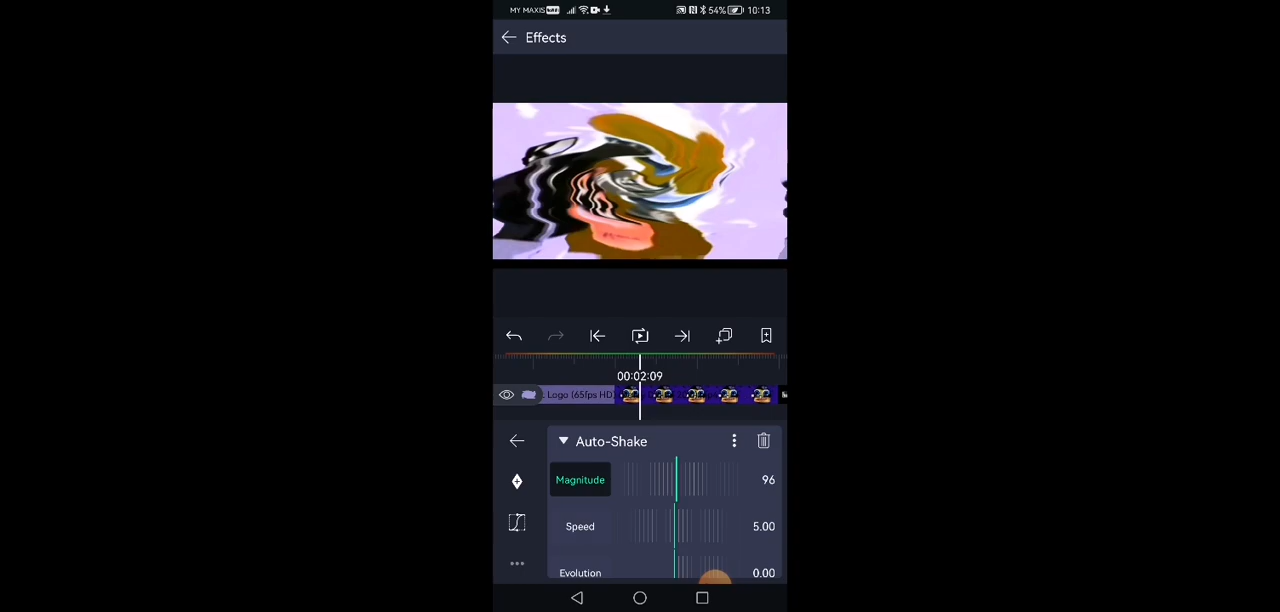 MY MAXIS 54% 10:13
Effects
00:02:09
Logo (65fps HD)
Auto-Shake
Magnitude 96
Speed 5.00
Evolution 0.00